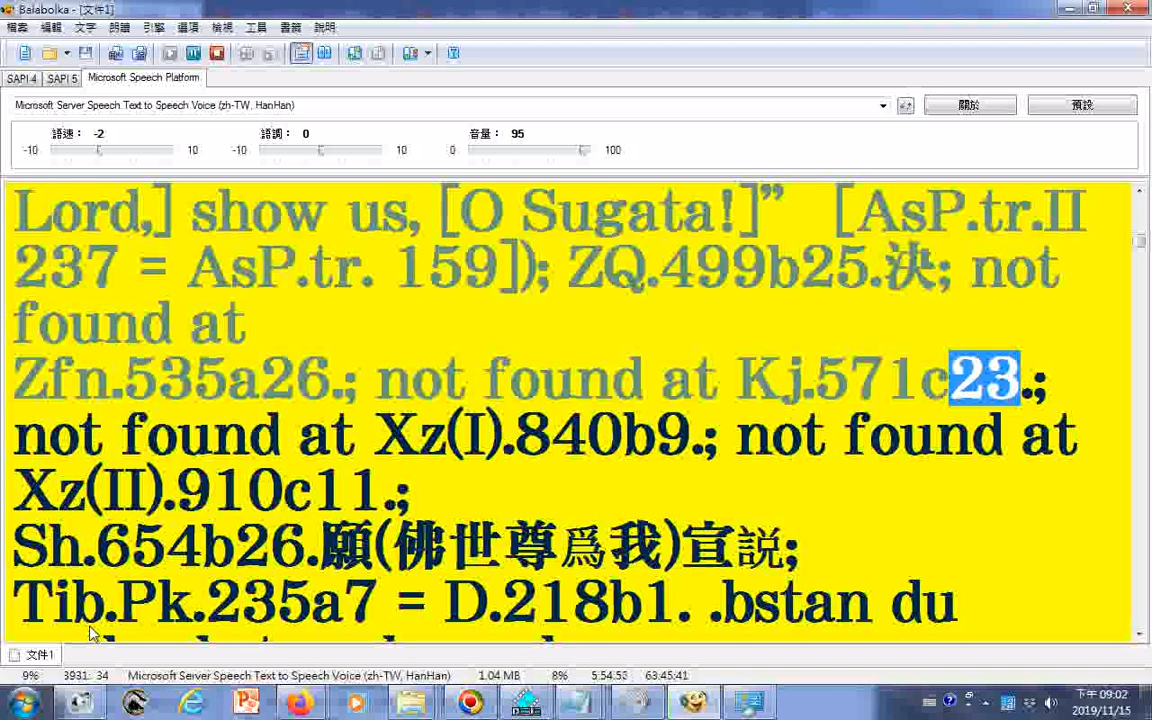 Balabolka - [文件1]
檔案 編輯 文字 朗讀 引擎 選項 檢視 工具 書籤 說明
SAPI 4 SAPI 5 Microsoft Speech Platform
Microsoft Server Speech Text to Speech Voice (zh-TW, HanHan) 關於 預設
語速： -2 語調： 0 音量： 95
-10 10 -10 10 0 100
Lord,] show us, [O Sugata!]” [AsP.tr.II
237 = AsP.tr. 159]); ZQ.499b25.決; not
found at
Zfn.535a26.; not found at Kj.571c23.;
not found at Xz(I).840b9.; not found at
Xz(II).910c11.;
Sh.654b26.願(佛世尊爲我)宣説;
Tib.Pk.235a7 = D.218b1. .bstan du
文件1
9% 3931: 34 Microsoft Server Speech Text to Speech Voice (zh-TW, HanHan) 1.04 MB 8% 5:54:53 63:45:41
下午 09:02
2019/11/15